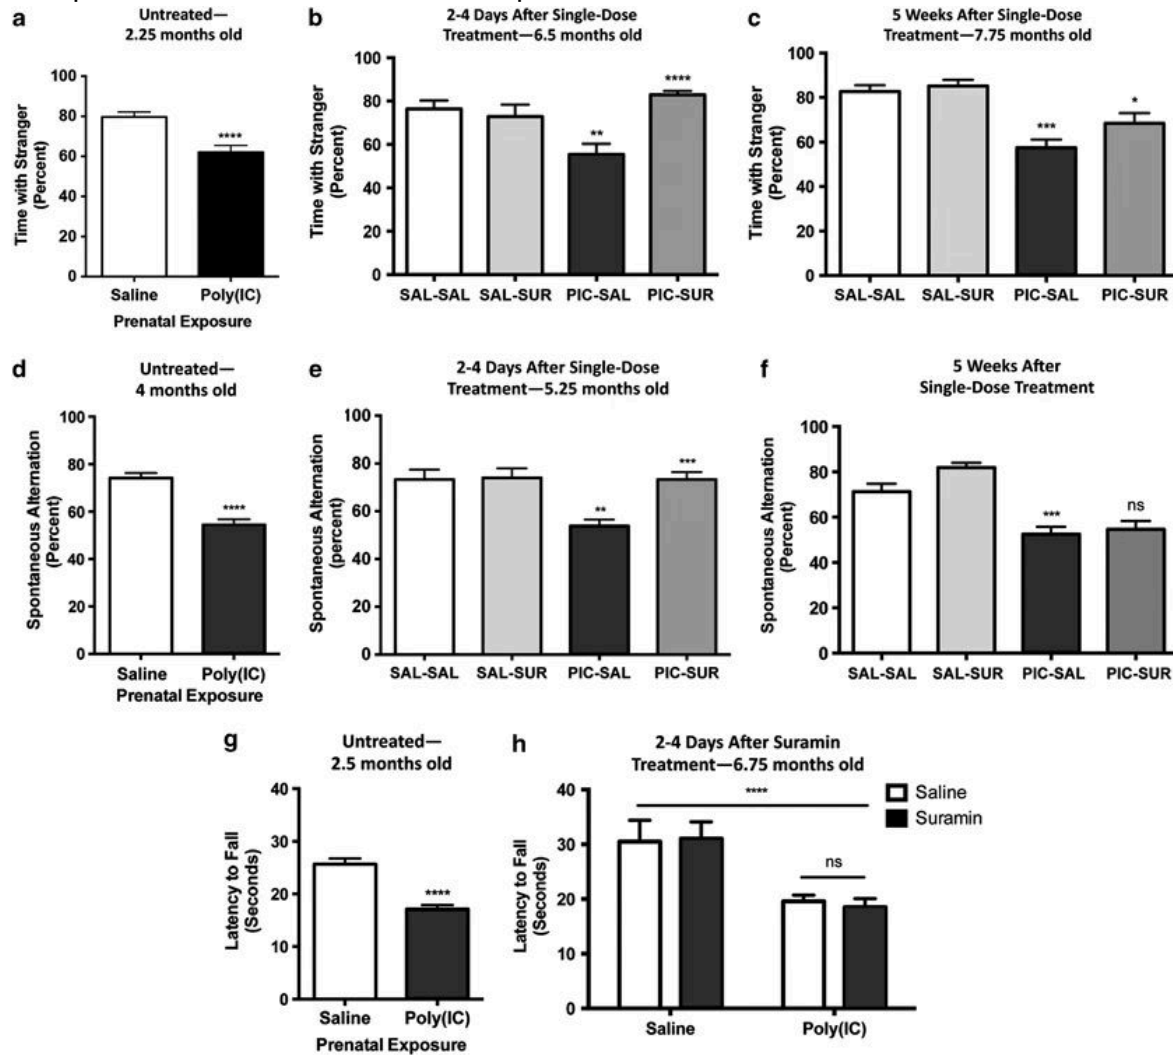 a
Untreated—
2.25 months old
Time with Stranger
(Percent)
100
80
60
40
20
0
****
Saline
Poly(IC)
Prenatal Exposure
b
2-4 Days After Single-Dose
Treatment—6.5 months old
Time with Stranger
(Percent)
100
80
60
40
20
0
**
****
SAL-SAL
SAL-SUR
PIC-SAL
PIC-SUR
c
5 Weeks After Single-Dose
Treatment—7.75 months old
Time with Stranger
(Percent)
100
80
60
40
20
0
***
*
SAL-SAL
SAL-SUR
PIC-SAL
PIC-SUR
d
Untreated—
4 months old
Spontaneous Alternation
(Percent)
100
80
60
40
20
0
****
Saline
Poly(IC)
Prenatal Exposure
e
2-4 Days After Single-Dose
Treatment—5.25 months old
Spontaneous Alternation
(percent)
100
80
60
40
20
0
**
***
SAL-SAL
SAL-SUR
PIC-SAL
PIC-SUR
f
5 Weeks After
Single-Dose Treatment
Spontaneous Alternation
(Percent)
100
80
60
40
20
0
***
ns
SAL-SAL
SAL-SUR
PIC-SAL
PIC-SUR
g
Untreated—
2.5 months old
Latency to Fall
(Seconds)
40
30
20
10
0
****
Saline
Poly(IC)
Prenatal Exposure
h
2-4 Days After Suramin
Treatment—6.75 months old
Latency to Fall
(Seconds)
40
30
20
10
0
****
ns
Saline
Poly(IC)
Saline
Suramin